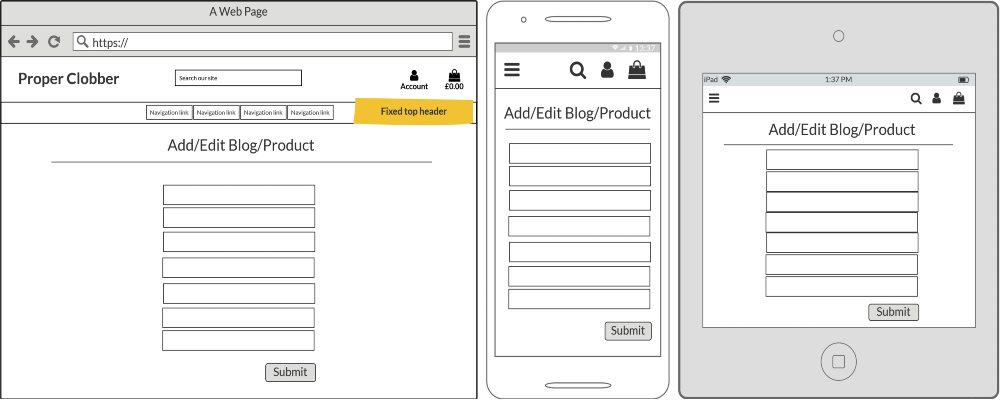 A Web Page
https://
Proper Clobber
Search our site
Account
£0.00
Navigation link
Navigation link
Navigation link
Navigation link
Fixed top header
Add/Edit Blog/Product
Submit
12:37
Add/Edit Blog/Product
Submit
iPad
1:37 PM
Add/Edit Blog/Product
Submit